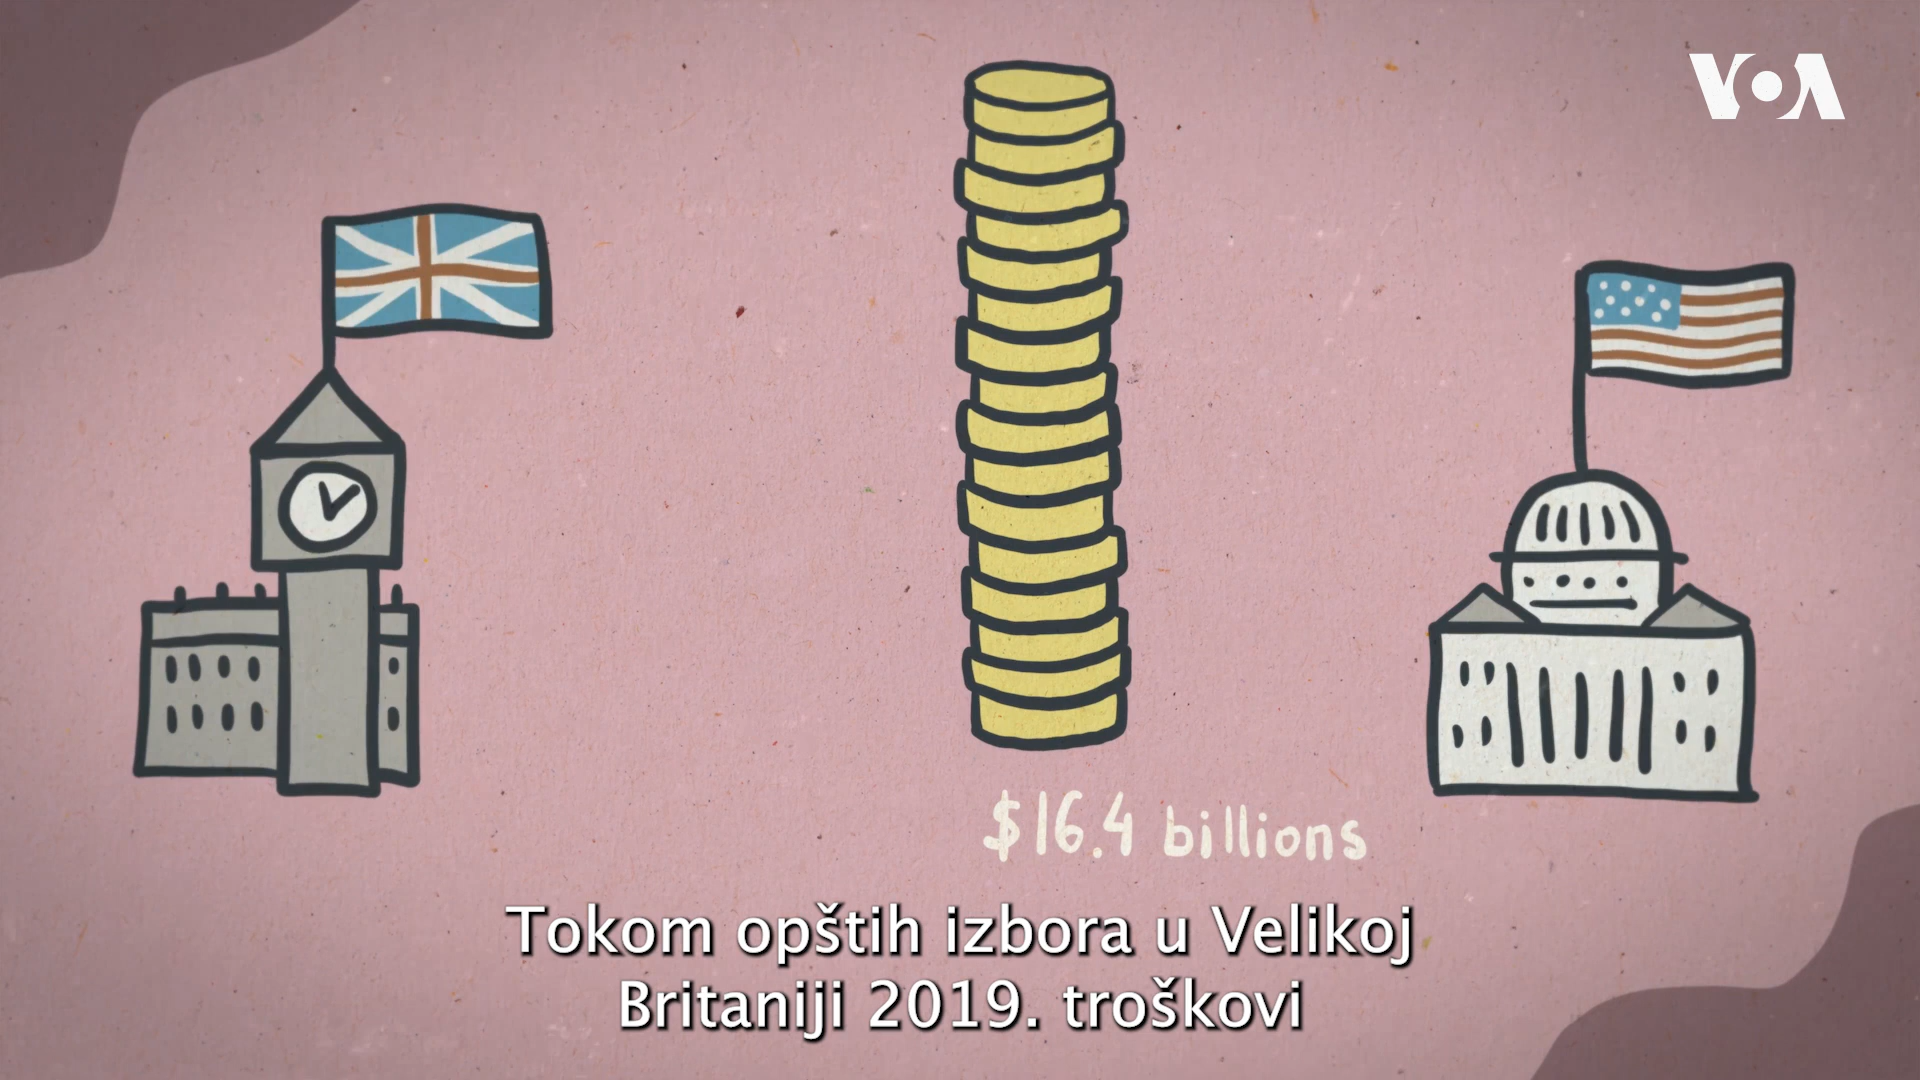 VOA
$16.4 billions
Tokom opštih izbora u Velikoj
Britaniji 2019. troškovi